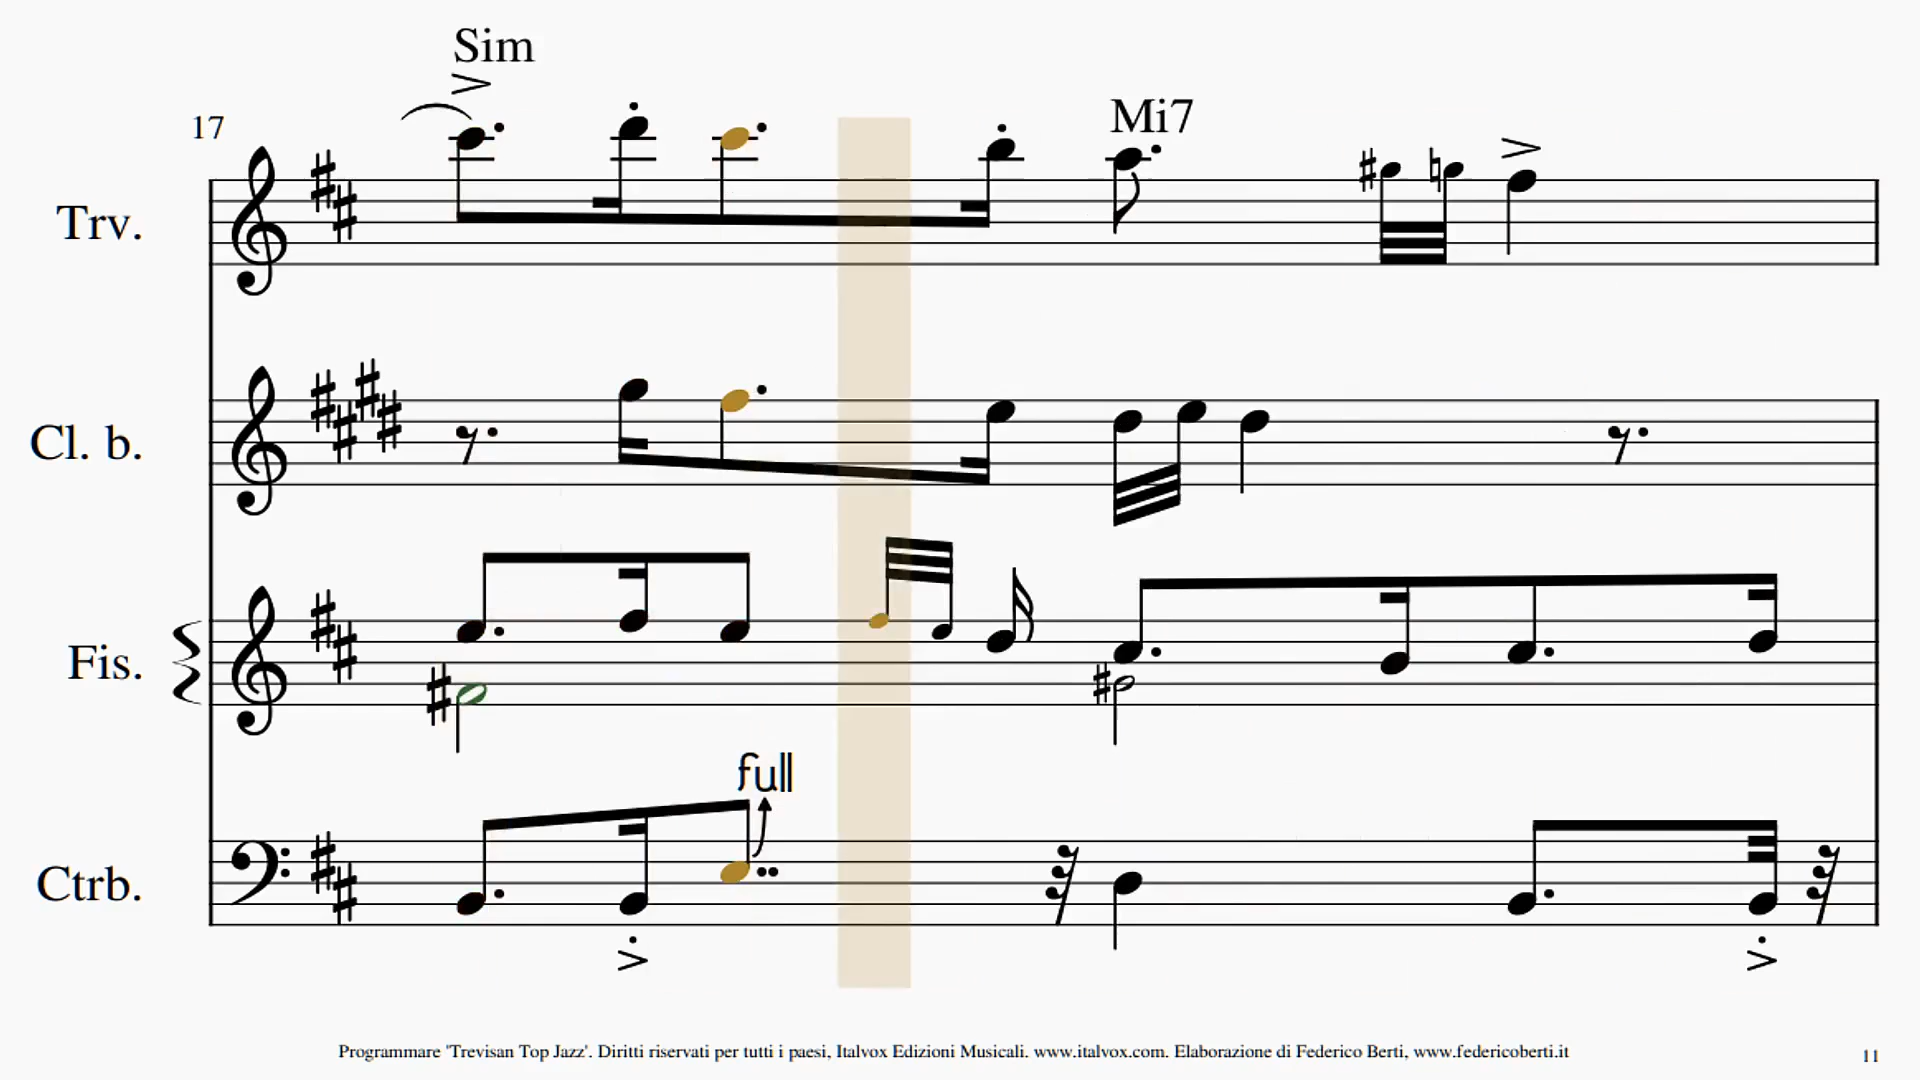 Sim
17
Mi7
Trv.
Cl. b.
Fis.
full
Ctrb.
Programmare 'Trevisan Top Jazz'. Diritti riservati per tutti i paesi, Italvox Edizioni Musicali. www.italvox.com. Elaborazione di Federico Berti, www.federicoberti.it
11